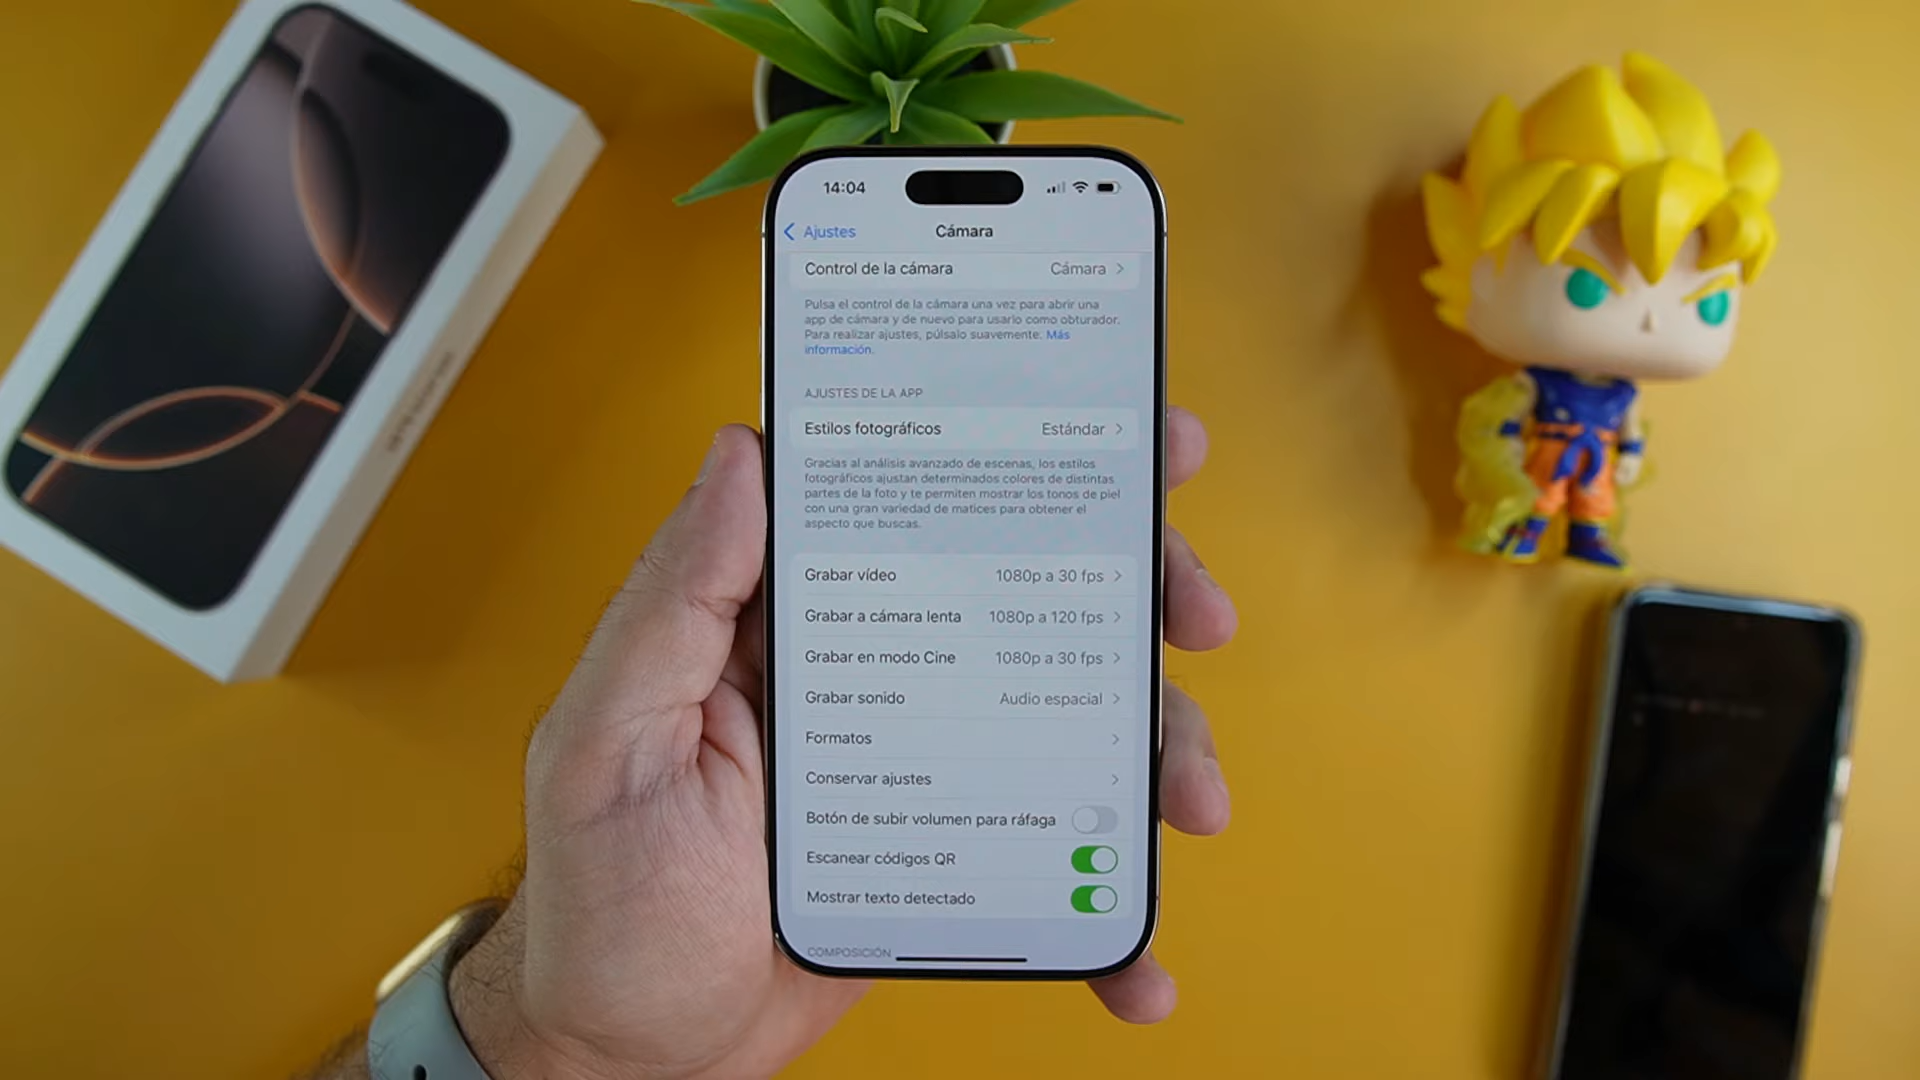 14:04
Ajustes
Cámara
Control de la cámara Cámara
Pulsa el control de la cámara una vez para abrir una
app de cámara y de nuevo para usarlo como obturador.
Para realizar ajustes, púlsalo suavemente. Más
información.
AJUSTES DE LA APP
Estilos fotográficos Estándar
Gracias al análisis avanzado de escenas, los estilos
fotográficos ajustan determinados colores de distintas
partes de la foto y te permiten mostrar los tonos de piel
con una gran variedad de matices para obtener el
aspecto que buscas.
Grabar vídeo 1080p a 30 fps
Grabar a cámara lenta 1080p a 120 fps
Grabar en modo Cine 1080p a 30 fps
Grabar sonido Audio espacial
Formatos
Conservar ajustes
Botón de subir volumen para ráfaga
Escanear códigos QR
Mostrar texto detectado
COMPOSICIÓN